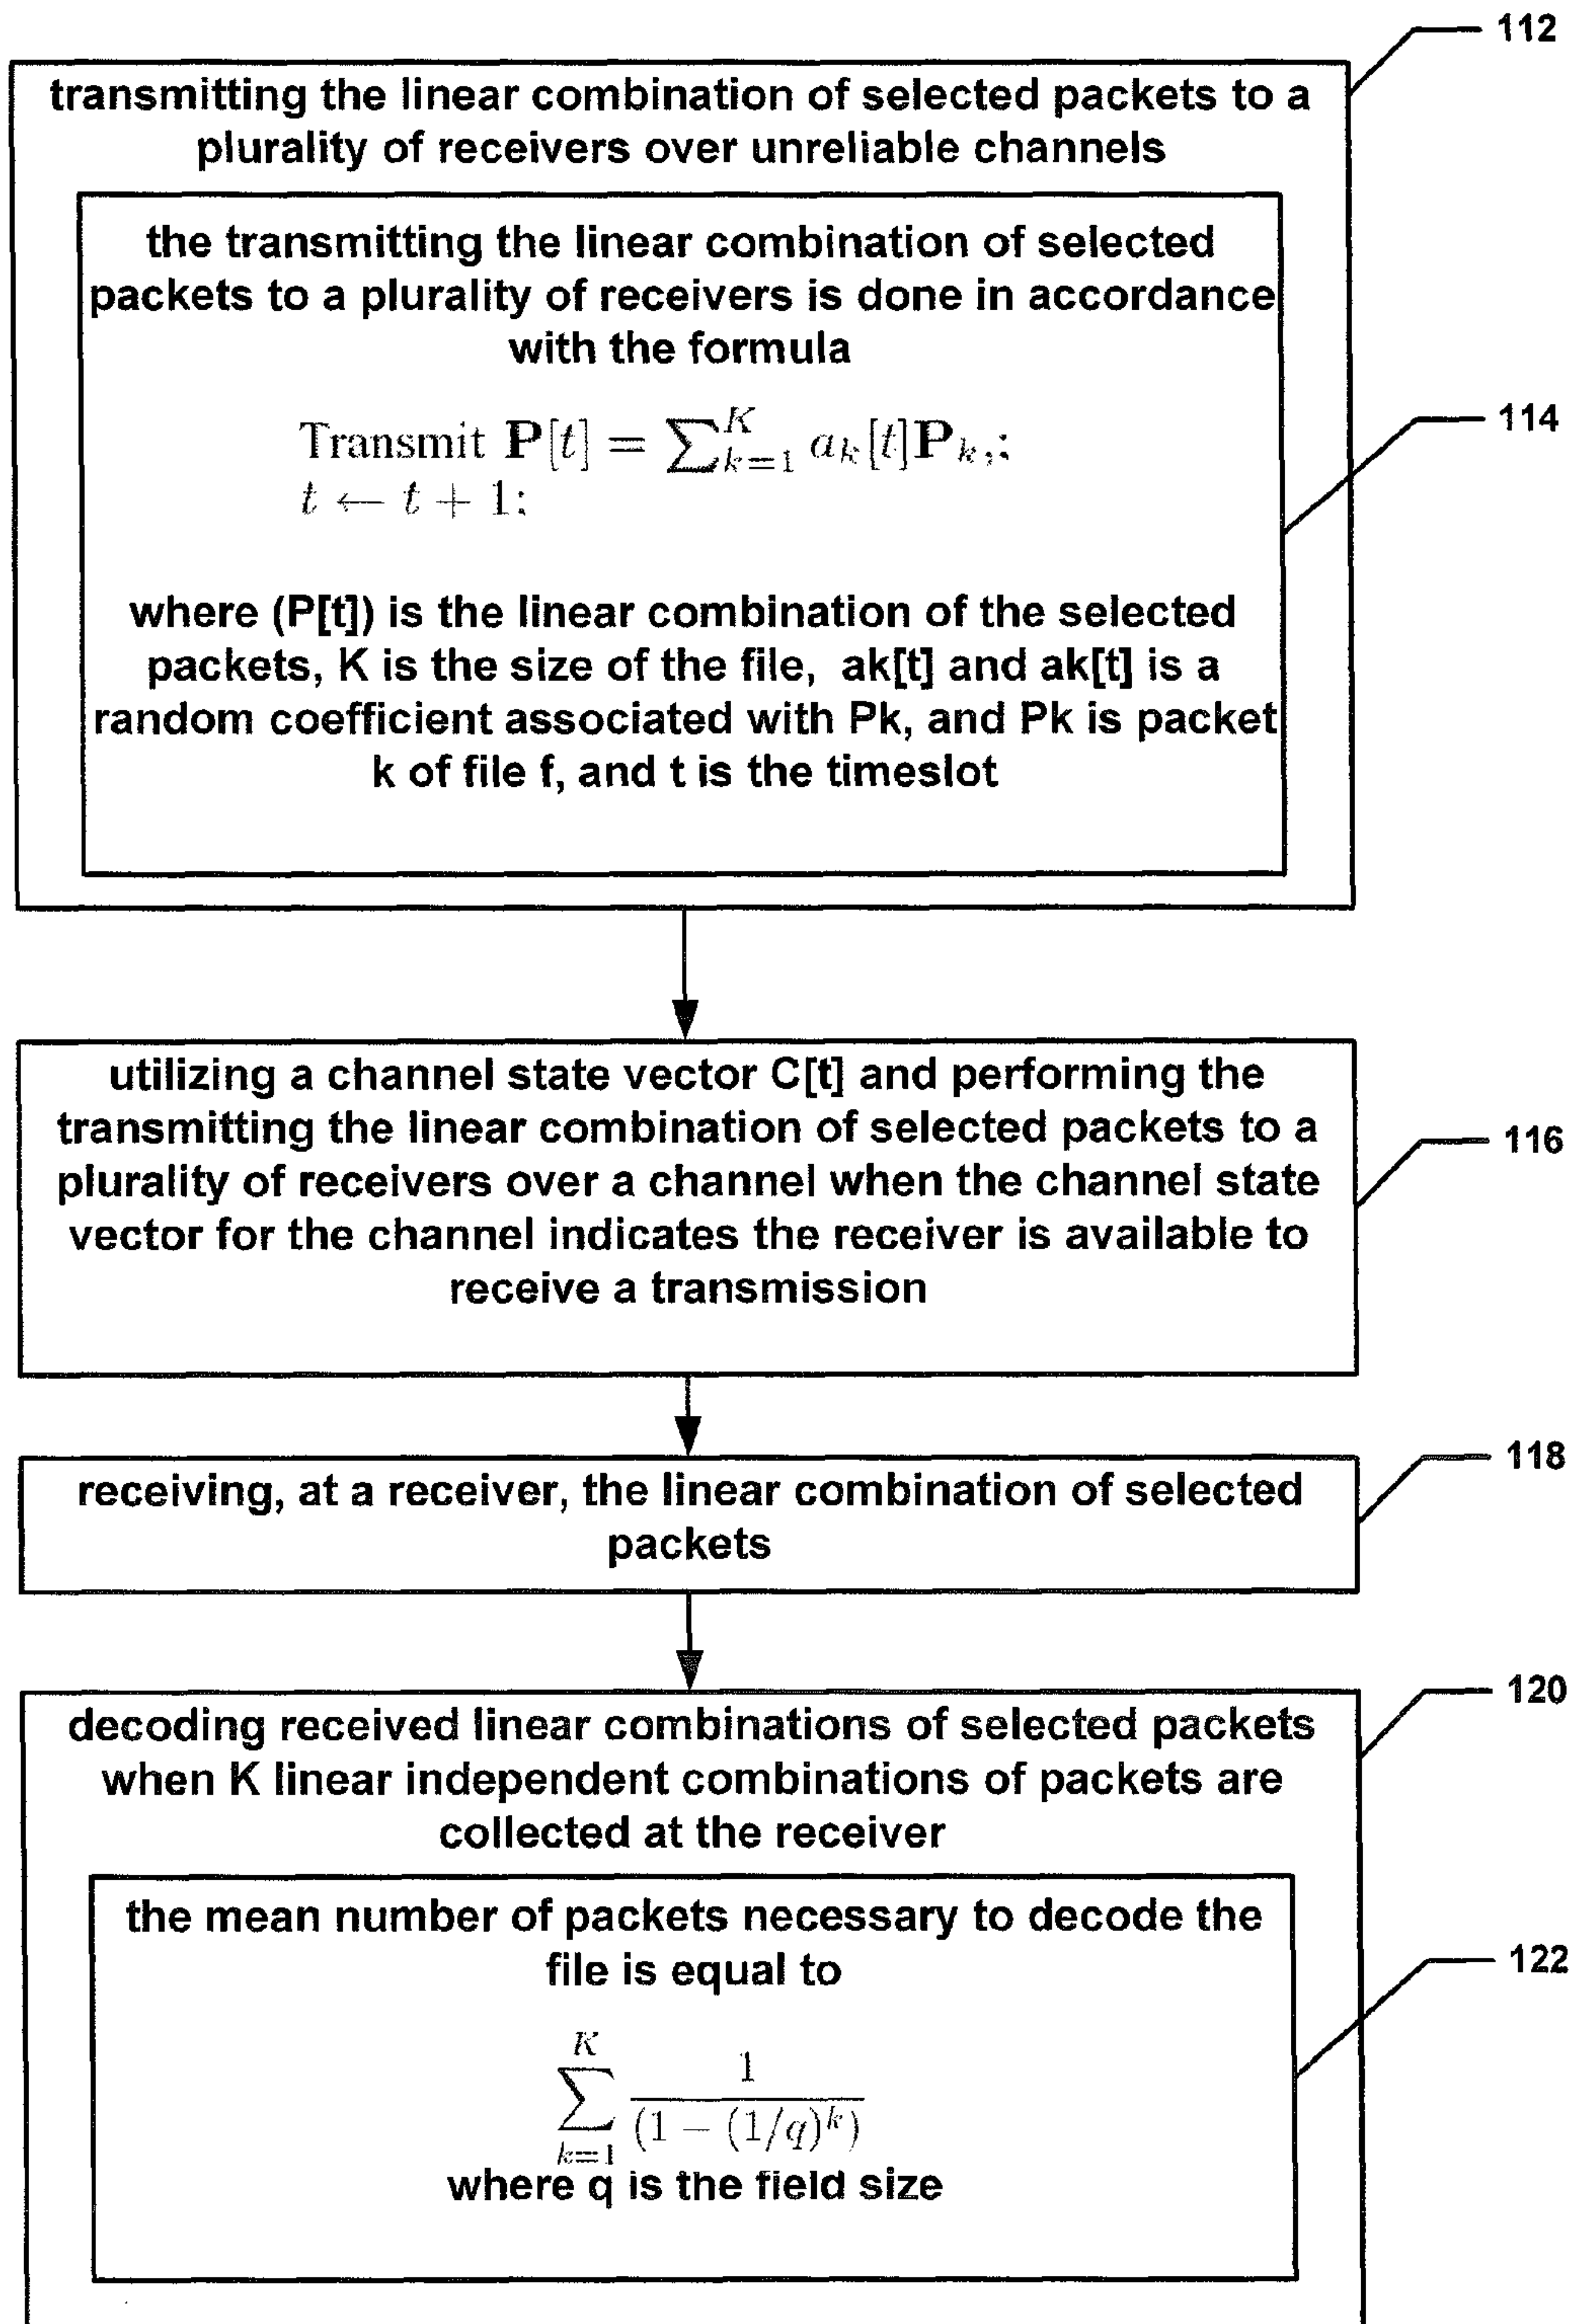 112
transmitting the linear combination of selected packets to a
plurality of receivers over unreliable channels
the transmitting the linear combination of selected
packets to a plurality of receivers is done in accordance
with the formula
Transmit P[t] = ∑_{k=1}^{K} a_k[t]P_k,;
t ← t + 1;
114
where (P[t]) is the linear combination of the selected
packets, K is the size of the file, ak[t] and ak[t] is a
random coefficient associated with Pk, and Pk is packet
k of file f, and t is the timeslot
utilizing a channel state vector C[t] and performing the
transmitting the linear combination of selected packets to a
plurality of receivers over a channel when the channel state
vector for the channel indicates the receiver is available to
receive a transmission
116
receiving, at a receiver, the linear combination of selected
packets
118
decoding received linear combinations of selected packets
when K linear independent combinations of packets are
collected at the receiver
120
the mean number of packets necessary to decode the
file is equal to
∑_{k=1}^{K} 1/(1 − (1/q)^k)
where q is the field size
122